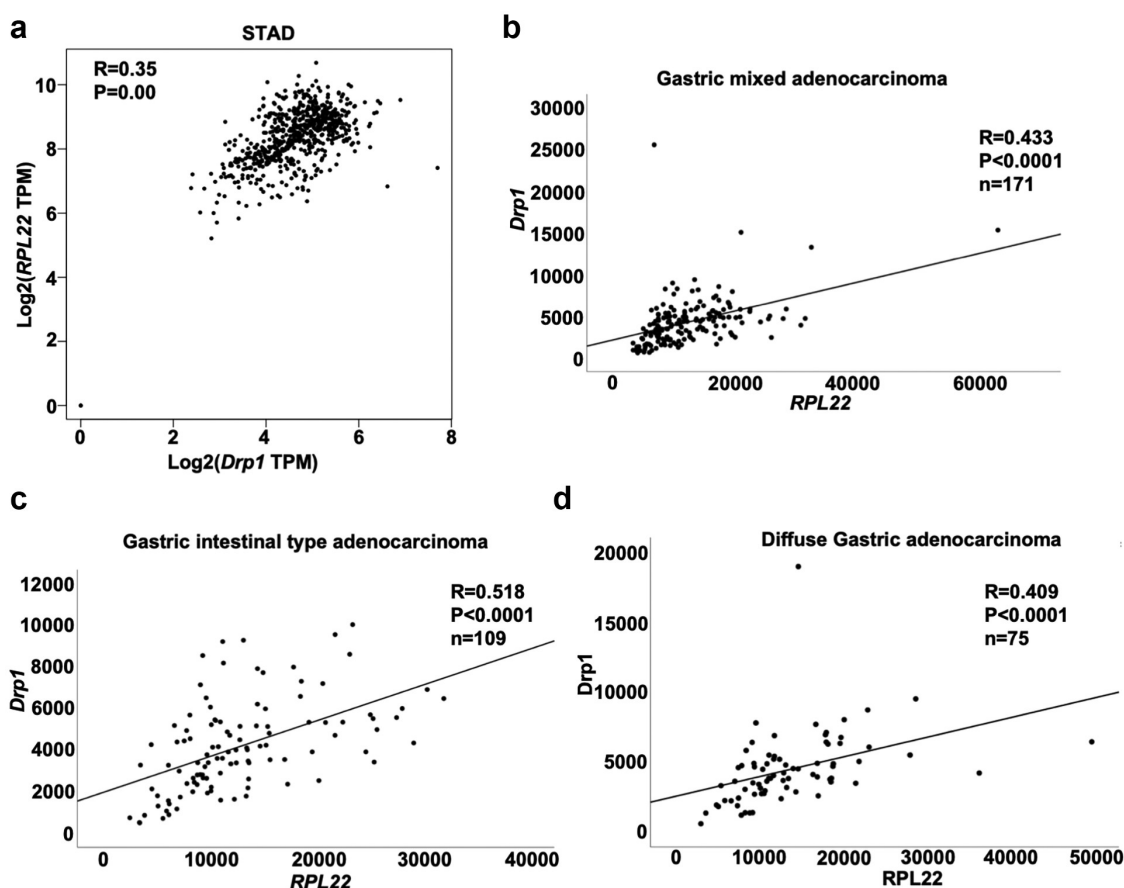 a
STAD
R=0.35
P=0.00
Log2(RPL22 TPM)
10
8
6
4
2
0
0 2 4 6 8
Log2(Drp1 TPM)
b
Gastric mixed adenocarcinoma
R=0.433
P<0.0001
n=171
Drp1
30000
25000
20000
15000
10000
5000
0
0 20000 40000 60000
RPL22
c
Gastric intestinal type adenocarcinoma
R=0.518
P<0.0001
n=109
Drp1
12000
10000
8000
6000
4000
2000
0
0 10000 20000 30000 40000
RPL22
d
Diffuse Gastric adenocarcinoma
R=0.409
P<0.0001
n=75
Drp1
20000
15000
10000
5000
0
0 10000 20000 30000 40000 50000
RPL22